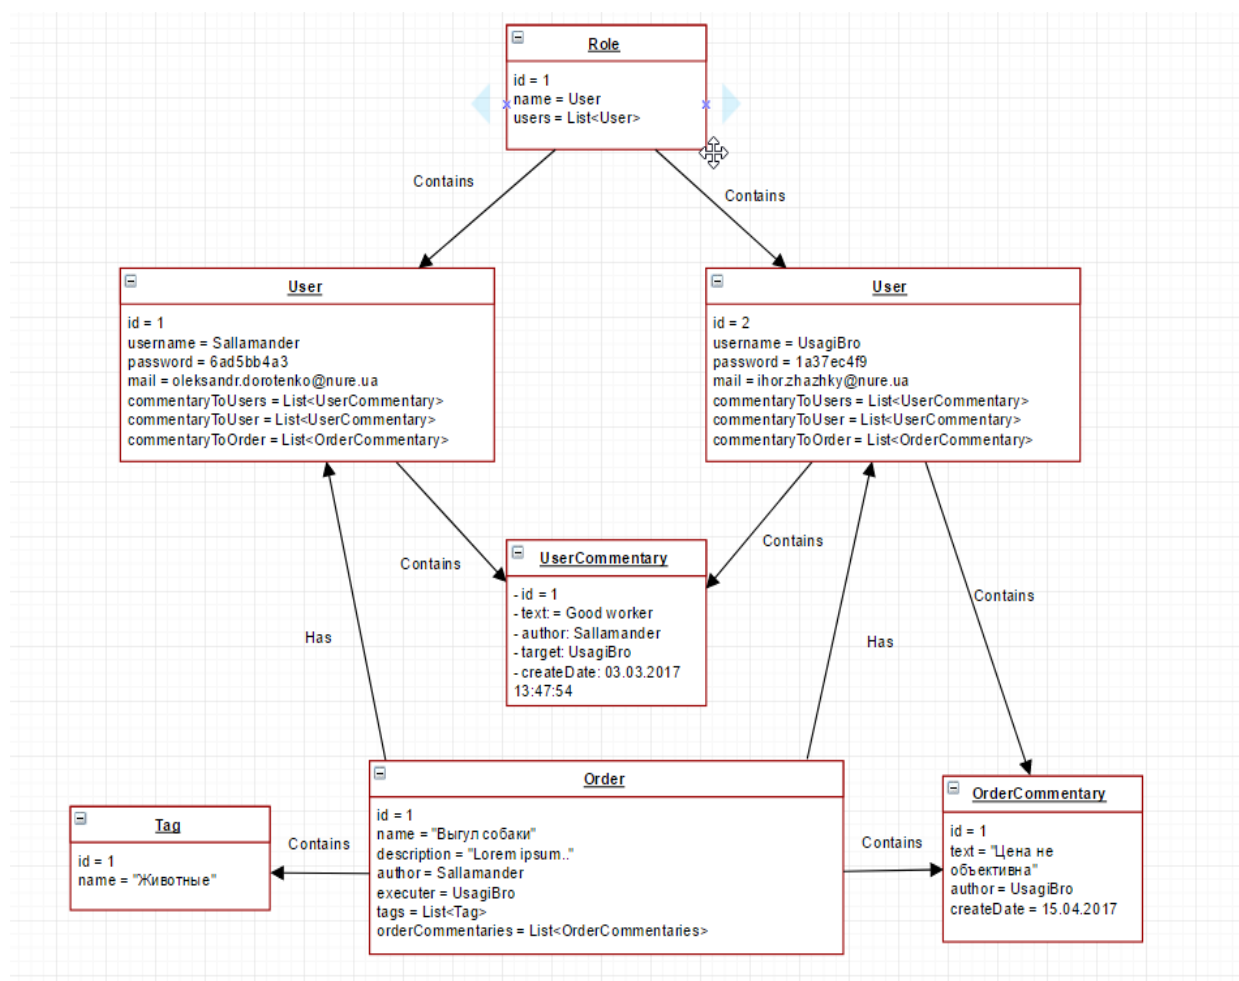 Role
id = 1
name = User
users = List<User>
Contains
Contains
User
id = 1
username = Sallamander
password = 6ad5bb4a3
mail = oleksandr.dorotenko@nure.ua
commentaryToUsers = List<UserCommentary>
commentaryToUser = List<UserCommentary>
commentaryToOrder = List<OrderCommentary>
User
id = 2
username = UsagiBro
password = 1a37ec4f9
mail = ihor.zhazhky@nure.ua
commentaryToUsers = List<UserCommentary>
commentaryToUser = List<UserCommentary>
commentaryToOrder = List<OrderCommentary>
Contains
Contains
Contains
UserCommentary
- id = 1
- text: = Good worker
- author: Sallamander
- target: UsagiBro
- createDate: 03.03.2017
13:47:54
Has
Has
Tag
id = 1
name = "Животные"
Contains
Order
id = 1
name = "Выгул собаки"
description = "Lorem ipsum.."
author = Sallamander
executer = UsagiBro
tags = List<Tag>
orderCommentaries = List<OrderCommentaries>
Contains
OrderCommentary
id = 1
text = "Цена не
объективна"
author = UsagiBro
createDate = 15.04.2017